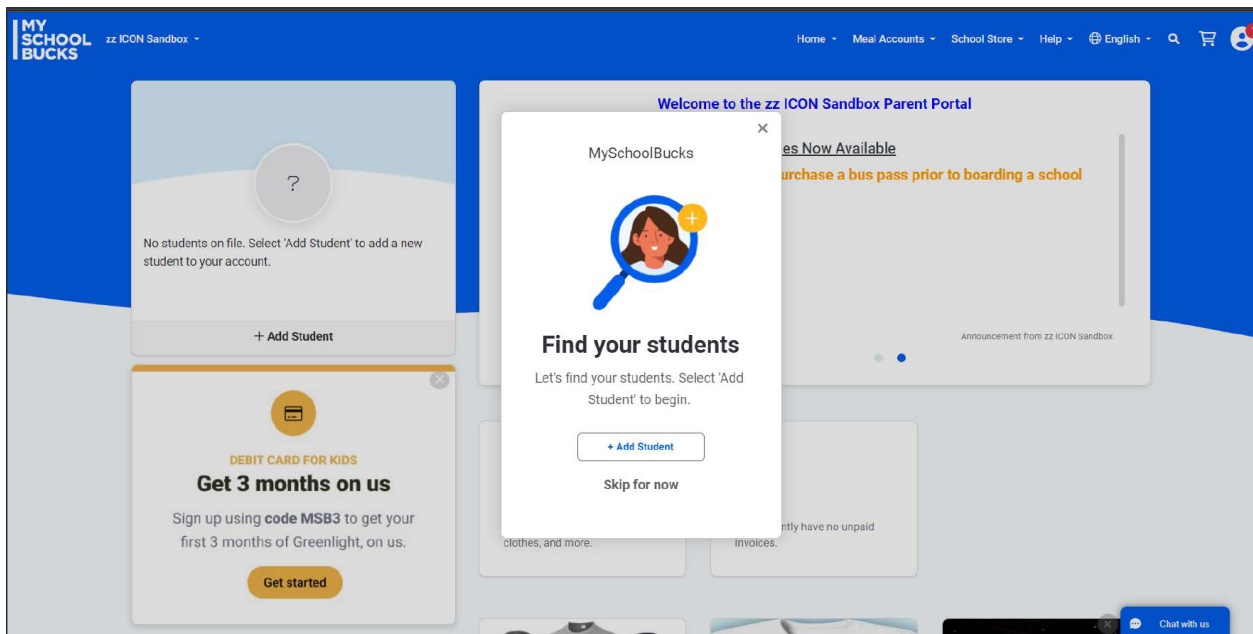 MY
SCHOOL
BUCKS
zz ICON Sandbox
Home
Meal Accounts
School Store
Help
English
?
No students on file. Select 'Add Student' to add a new
student to your account.
+ Add Student
Welcome to the zz ICON Sandbox Parent Portal
es Now Available
urchase a bus pass prior to boarding a school
Announcement from zz ICON Sandbox
MySchoolBucks
Find your students
Let's find your students. Select 'Add
Student' to begin.
+ Add Student
Skip for now
DEBIT CARD FOR KIDS
Get 3 months on us
Sign up using code MSB3 to get your
first 3 months of Greenlight, on us.
Get started
clothes, and more.
ntly have no unpaid
invoices.
Chat with us